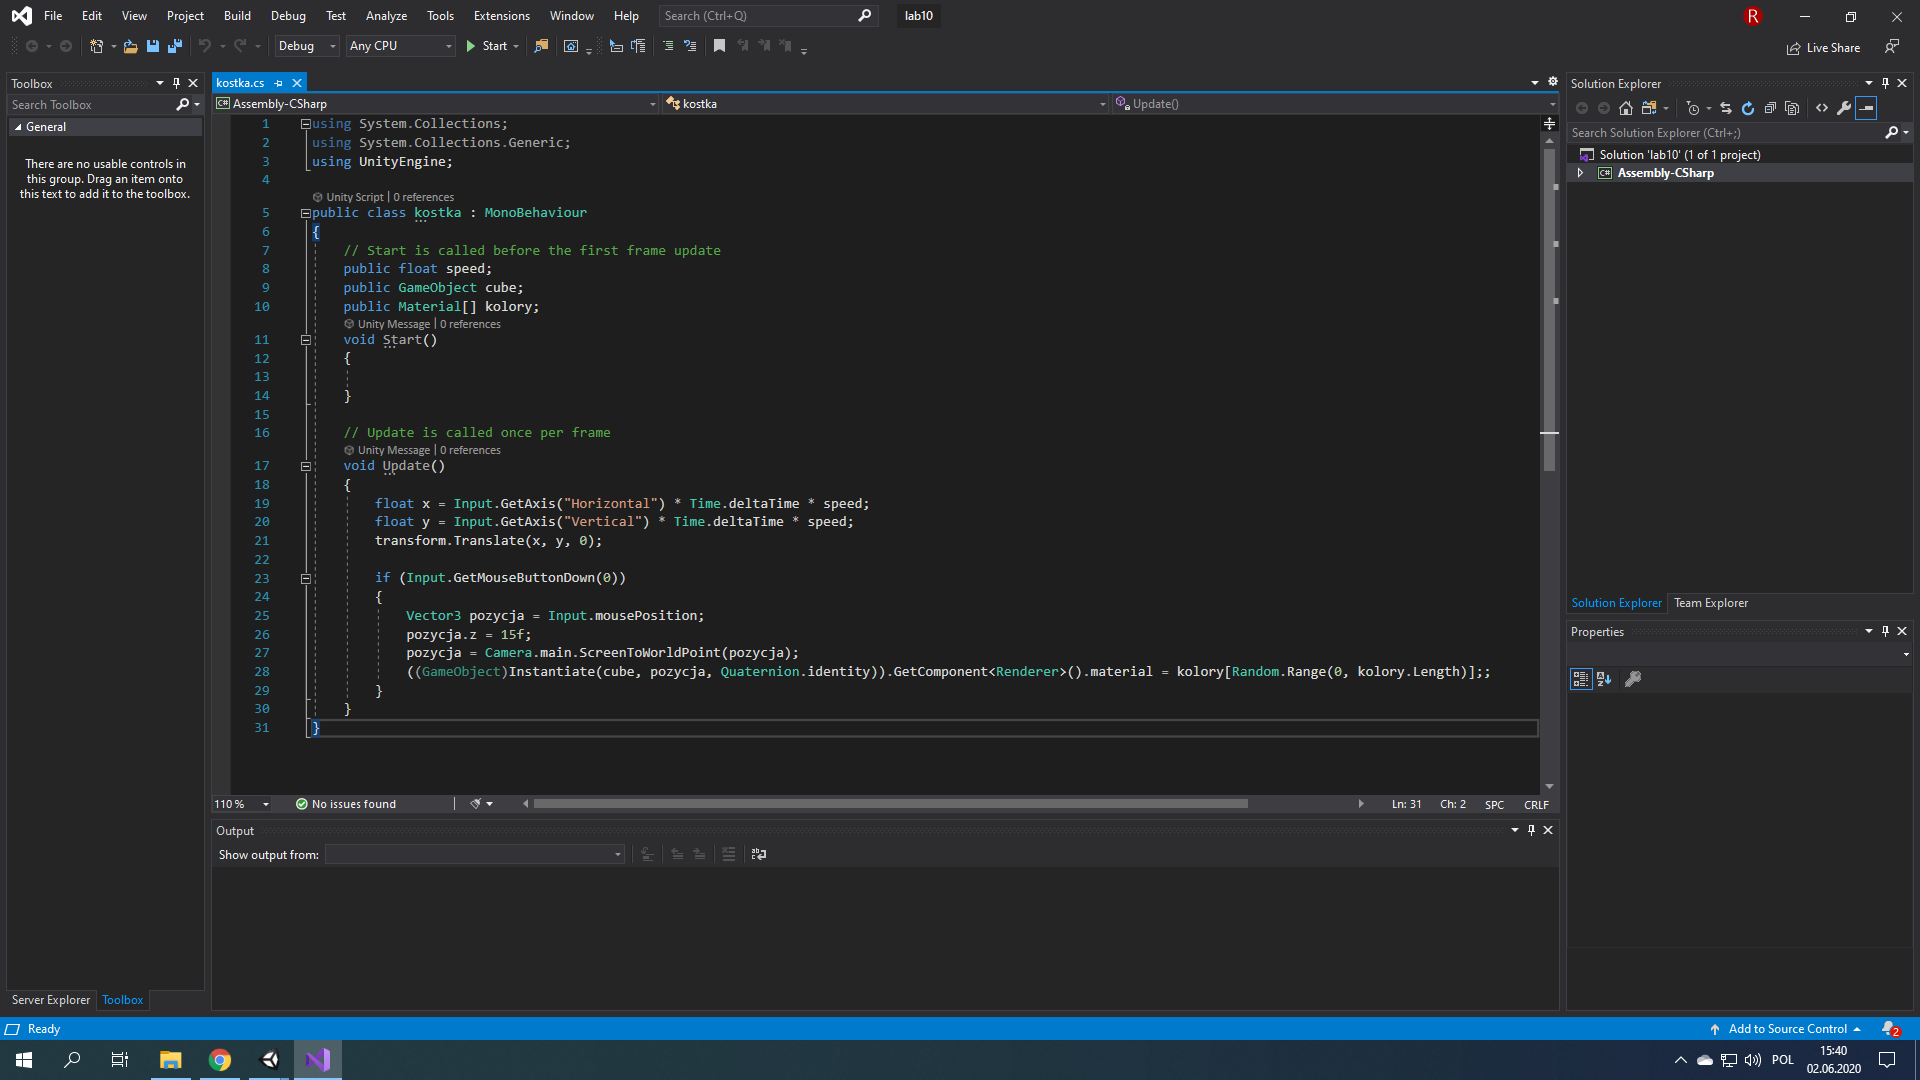 File Edit View Project Build Debug Test Analyze Tools Extensions Window Help Search (Ctrl+Q) lab10 R
Debug Any CPU Start Live Share
Toolbox
Search Toolbox
General
There are no usable controls in
this group. Drag an item onto
this text to add it to the toolbox.
Server Explorer Toolbox
kostka.cs
C# Assembly-CSharp kostka Update()
1 using System.Collections;
2 using System.Collections.Generic;
3 using UnityEngine;
4
Unity Script | 0 references
5 public class kostka : MonoBehaviour
6 {
7 // Start is called before the first frame update
8 public float speed;
9 public GameObject cube;
10 public Material[] kolory;
Unity Message | 0 references
11 void Start()
12 {
13
14 }
15
16 // Update is called once per frame
Unity Message | 0 references
17 void Update()
18 {
19 float x = Input.GetAxis("Horizontal") * Time.deltaTime * speed;
20 float y = Input.GetAxis("Vertical") * Time.deltaTime * speed;
21 transform.Translate(x, y, 0);
22
23 if (Input.GetMouseButtonDown(0))
24 {
25 Vector3 pozycja = Input.mousePosition;
26 pozycja.z = 15f;
27 pozycja = Camera.main.ScreenToWorldPoint(pozycja);
28 ((GameObject)Instantiate(cube, pozycja, Quaternion.identity)).GetComponent<Renderer>().material = kolory[Random.Range(0, kolory.Length)];;
29 }
30 }
31 }
110 % No issues found Ln: 31 Ch: 2 SPC CRLF
Output
Show output from:
Solution Explorer
Search Solution Explorer (Ctrl+;)
Solution 'lab10' (1 of 1 project)
C# Assembly-CSharp
Solution Explorer Team Explorer
Properties
Ready Add to Source Control 2
POL 15:40
02.06.2020